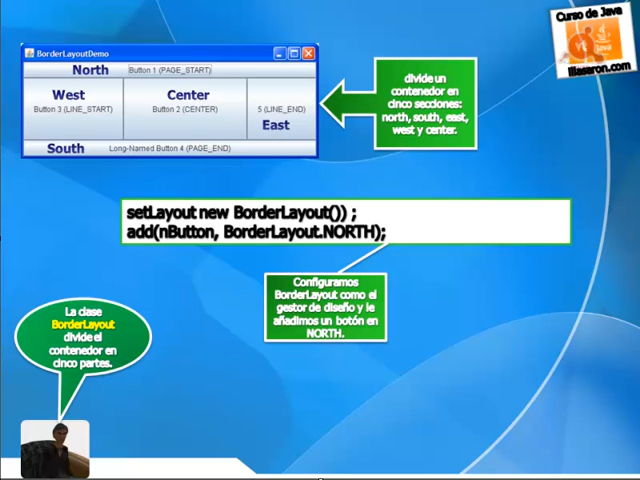 Curso de Java
Java
illasaron.com
BorderLayoutDemo
North
Button 1 (PAGE_START)
West
Button 3 (LINE_START)
Center
Button 2 (CENTER)
5 (LINE_END)
East
South
Long-Named Button 4 (PAGE_END)
divide un
contenedor en
cinco secciones:
north, south, east,
west y center.
setLayout new BorderLayout()) ;
add(nButton, BorderLayout.NORTH);
Configuramos
BorderLayout como el
gestor de diseño y le
añadimos un botón en
NORTH.
La clase
BorderLayout
divide el
contenedor en
cinco partes.